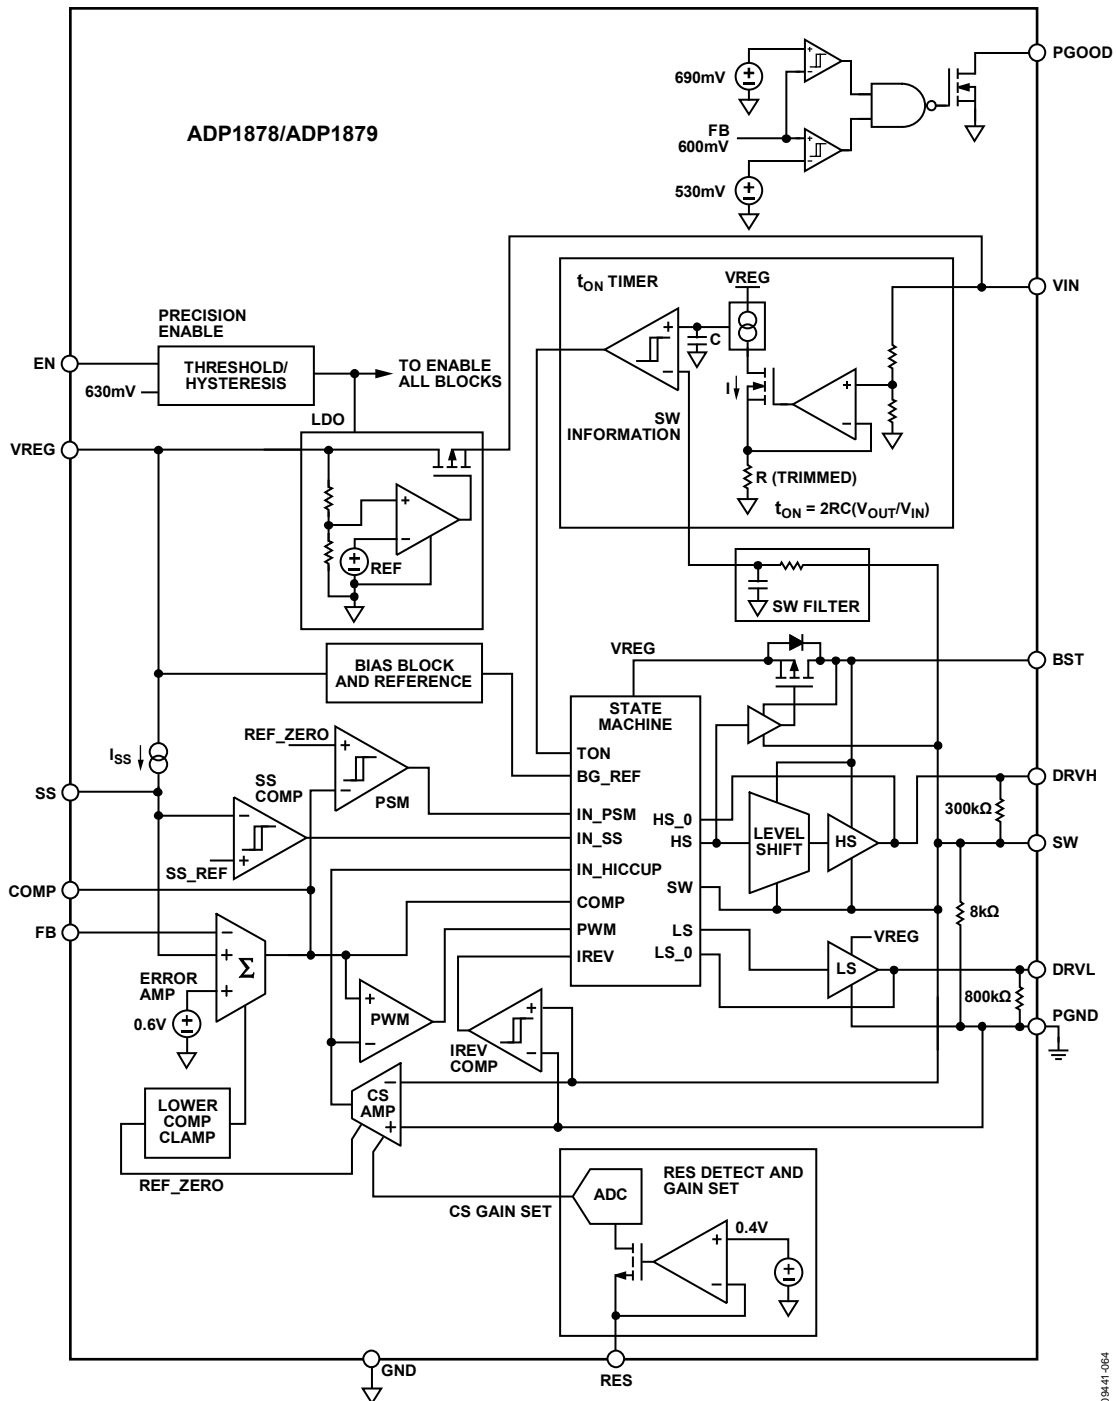 PGOOD
690mV
ADP1878/ADP1879
FB
600mV
530mV
tON TIMER
VREG
VIN
PRECISION
ENABLE
C
EN
THRESHOLD/
HYSTERESIS
TO ENABLE
ALL BLOCKS
630mV
I
LDO
SW
INFORMATION
VREG
R (TRIMMED)
tON = 2RC(VOUT/VIN)
REF
SW FILTER
VREG
BST
BIAS BLOCK
AND REFERENCE
STATE
MACHINE
REF_ZERO
ISS
TON
BG_REF
DRVH
SS
SS
COMP
PSM
IN_PSM
300kΩ
HS_0
IN_SS
HS
LEVEL
SHIFT
HS
SW
SS_REF
IN_HICCUP
COMP
SW
COMP
8kΩ
FB
PWM
LS
VREG
Σ
IREV
LS_0
LS
DRVL
ERROR
AMP
800kΩ
0.6V
PWM
PGND
IREV
COMP
CS
AMP
LOWER
COMP
CLAMP
REF_ZERO
RES DETECT AND
GAIN SET
ADC
CS GAIN SET
0.4V
GND
RES
09441-064